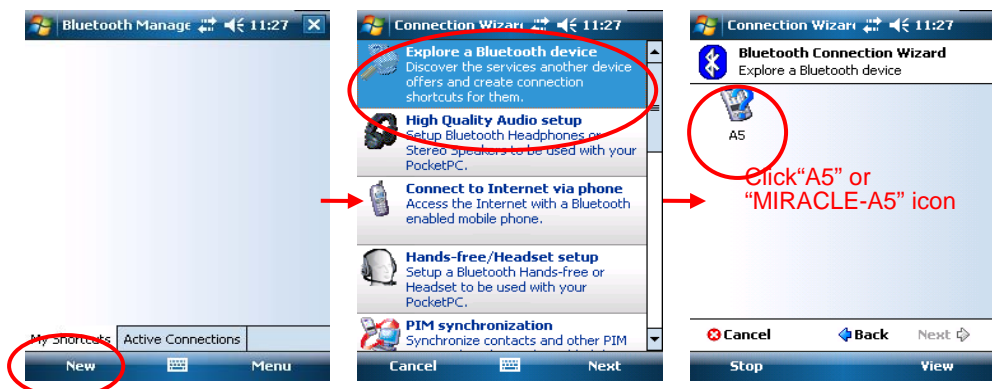 Bluetooth Manage 11:27
My Shortcuts Active Connections
New Menu
Connection Wizar 11:27
Explore a Bluetooth device
Discover the services another device
offers and create connection
shortcuts for them.
High Quality Audio setup
Setup Bluetooth Headphones or
Stereo Speakers to be used with your
PocketPC.
Connect to Internet via phone
Access the Internet with a Bluetooth
enabled mobile phone.
Hands-free/Headset setup
Setup a Bluetooth Hands-free or
Headset to be used with your
PocketPC.
PIM synchronization
Synchronize contacts and other PIM
Cancel Next
Connection Wizar 11:27
Bluetooth Connection Wizard
Explore a Bluetooth device
A5
Click“A5” or
“MIRACLE-A5” icon
Cancel Back Next
Stop View